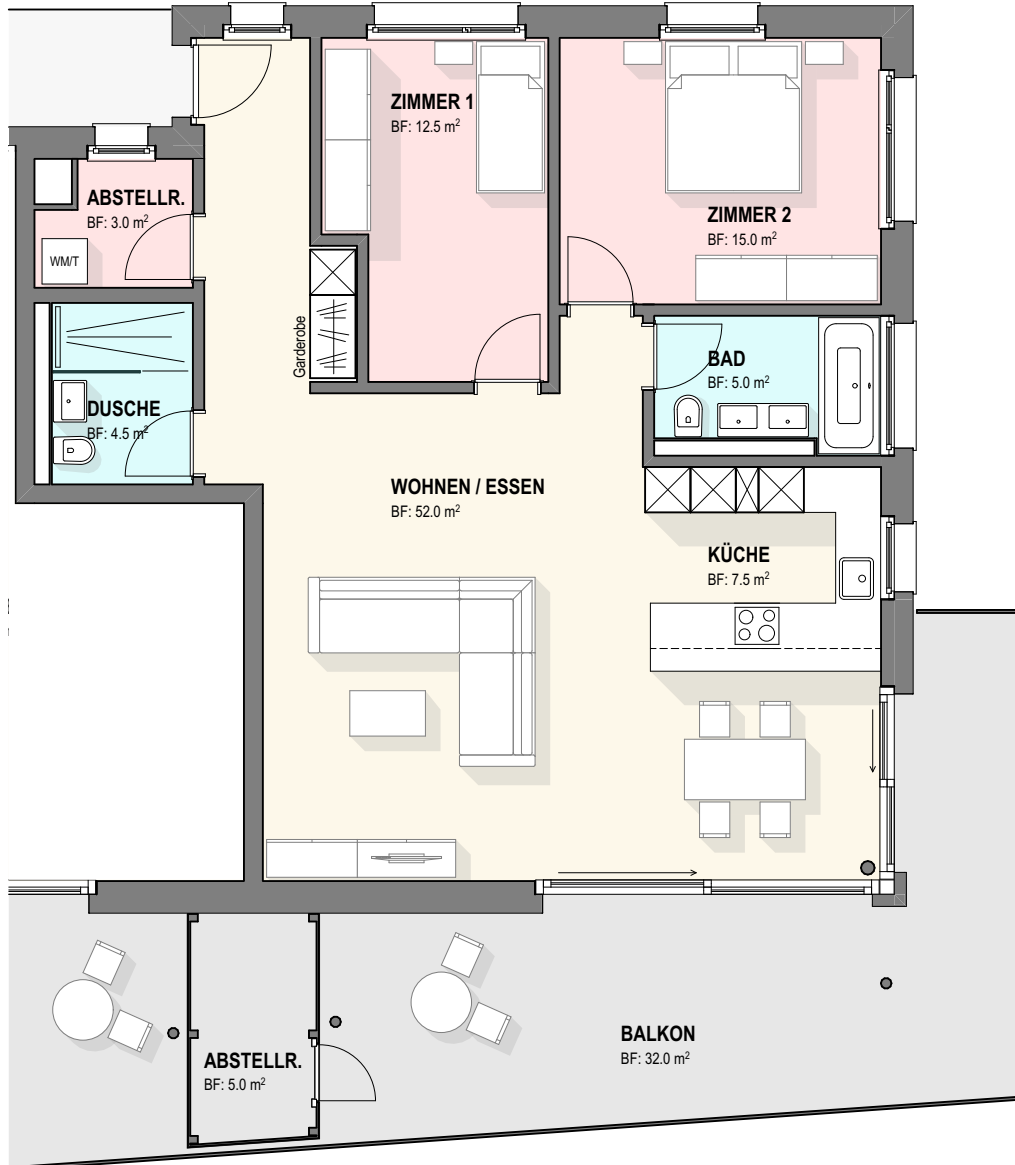 ZIMMER 1
BF: 12.5 m²
ABSTELLR.
BF: 3.0 m²
WM/T
ZIMMER 2
BF: 15.0 m²
Garderobe
DUSCHE
BF: 4.5 m²
BAD
BF: 5.0 m²
WOHNEN / ESSEN
BF: 52.0 m²
KÜCHE
BF: 7.5 m²
ABSTELLR.
BF: 5.0 m²
BALKON
BF: 32.0 m²